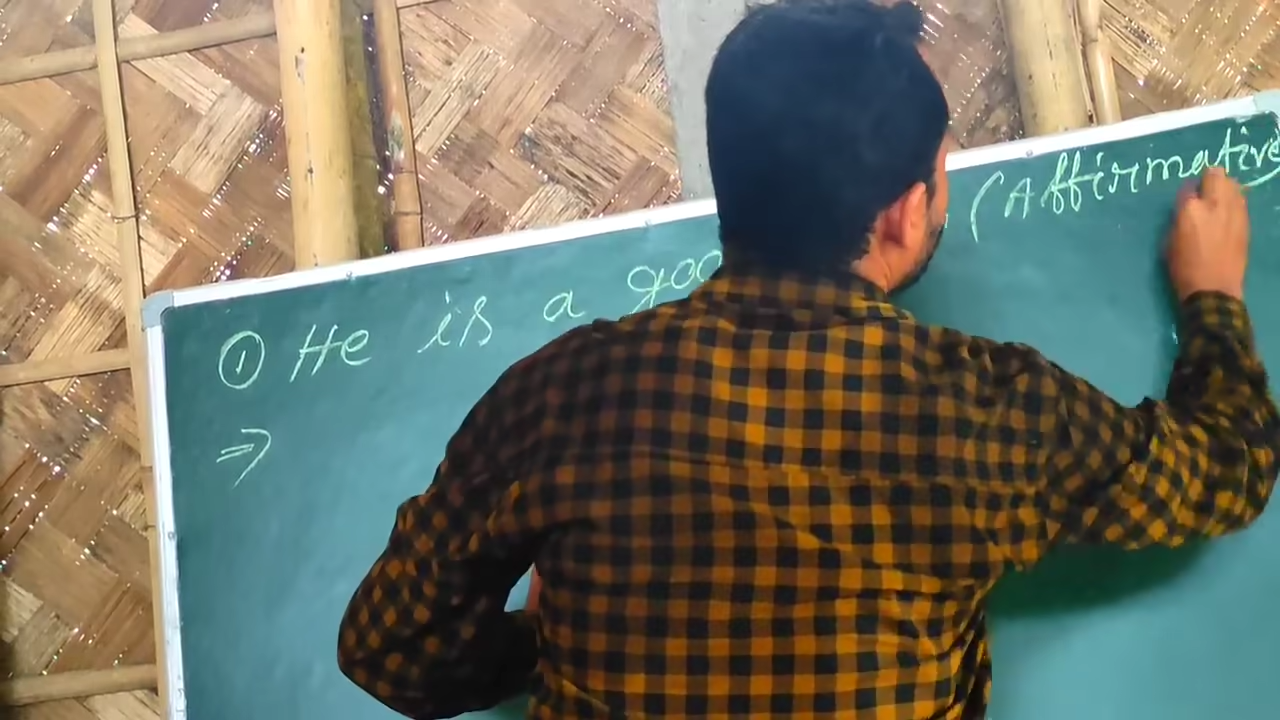 ① He is a goo (Affirmative)
⇒